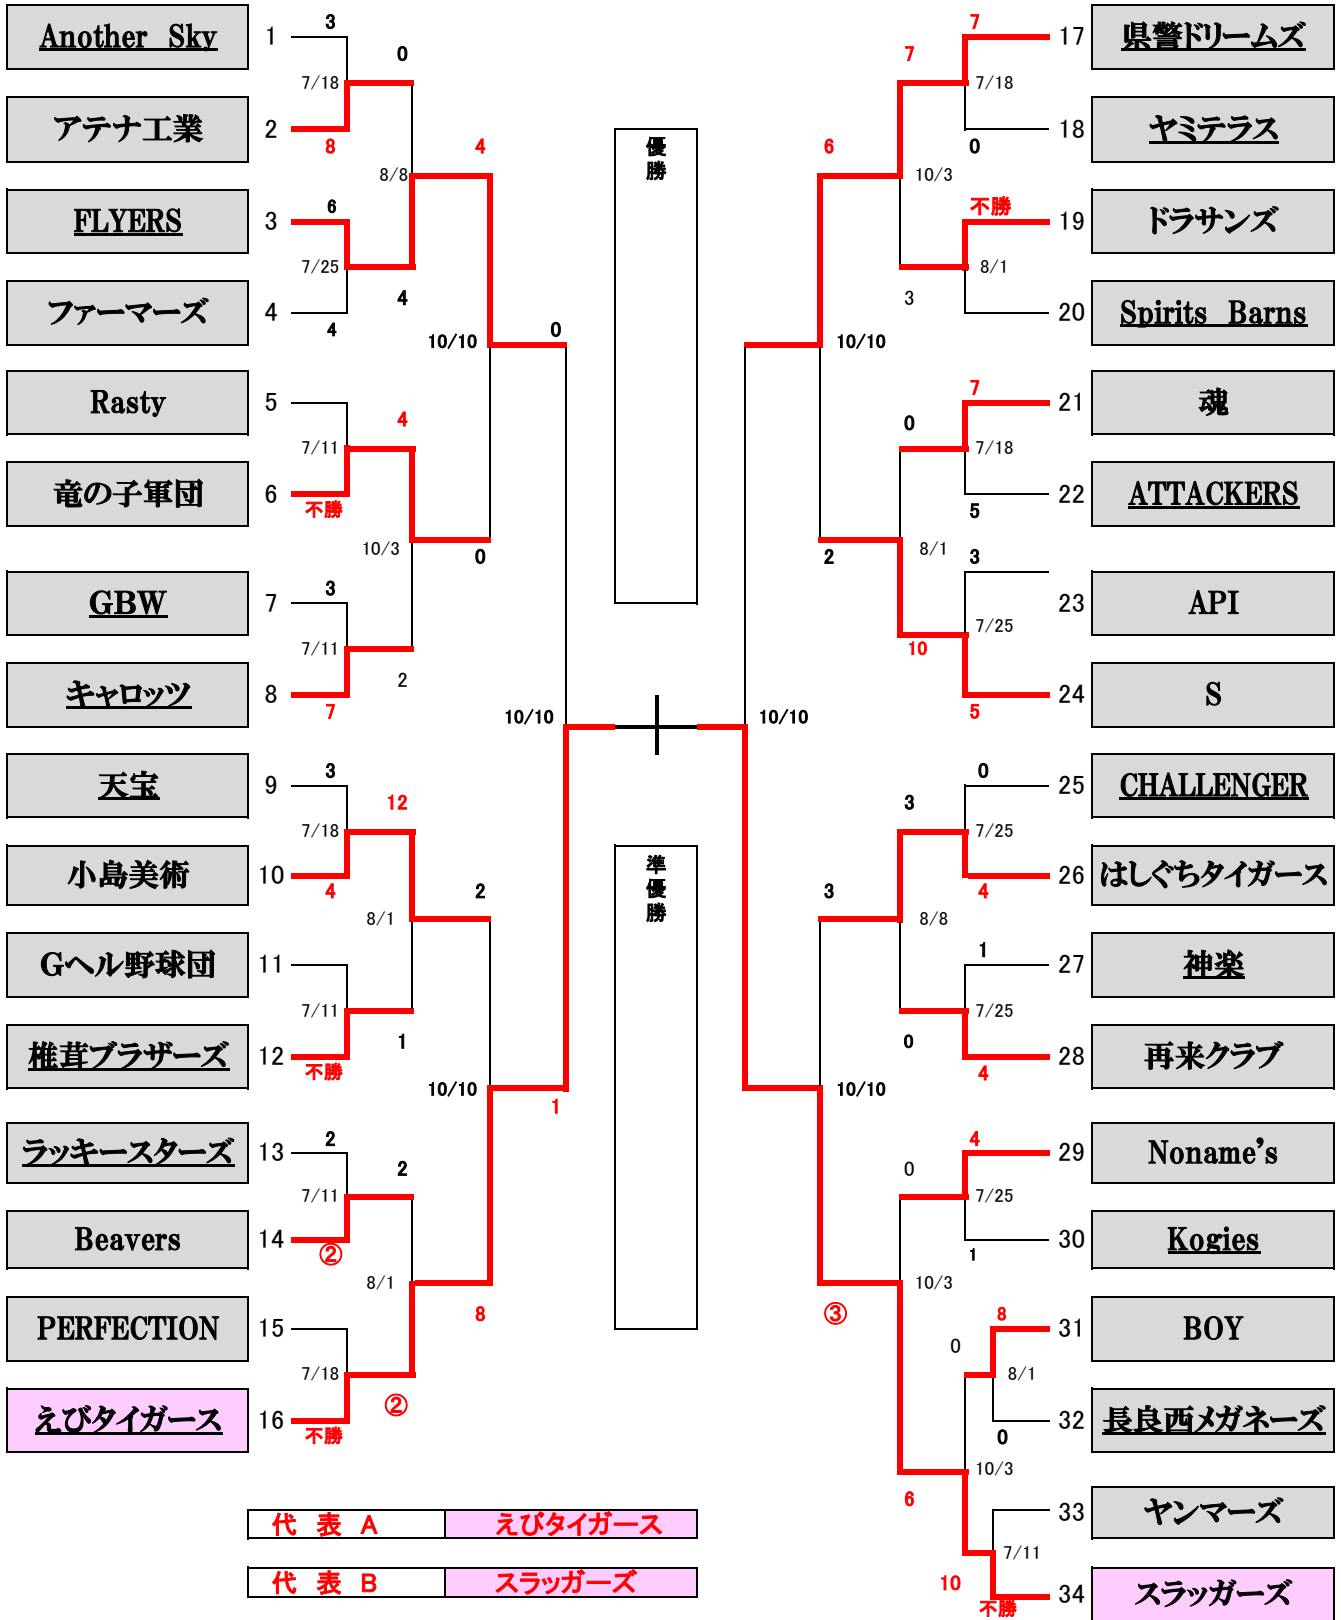 Another Sky
1
3
7/18
0
アテナ工業
2
8
8/8
4
FLYERS
3
6
7/25
4
ファーマーズ
4
4
10/10
0
Rasty
5
7/11
4
竜の子軍団
6
不勝
10/3
0
GBW
7
3
7/11
2
キャロッツ
8
7
10/10
天宝
9
3
7/18
12
小島美術
10
4
8/1
2
Gヘル野球団
11
7/11
1
椎茸ブラザーズ
12
不勝
10/10
1
ラッキースターズ
13
2
7/11
2
Beavers
14
②
8/1
8
PERFECTION
15
7/18
②
えびタイガース
16
不勝
優勝
準優勝
代 表 A
えびタイガース
代 表 B
スラッガーズ
7
7
17
県警ドリームズ
7/18
18
ヤミテラス
0
6
10/3
不勝
19
ドラサンズ
8/1
3
20
Spirits Barns
10/10
7
21
魂
0
7/18
22
ATTACKERS
5
2
8/1
3
23
API
7/25
10
24
S
5
10/10
0
25
CHALLENGER
3
7/25
26
はしぐちタイガース
4
3
8/8
1
27
神楽
7/25
0
28
再来クラブ
4
10/10
4
29
Noname's
0
7/25
30
Kogies
1
10/3
③
8
31
BOY
0
8/1
32
長良西メガネーズ
0
10/3
6
33
ヤンマーズ
7/11
10
34
スラッガーズ
不勝